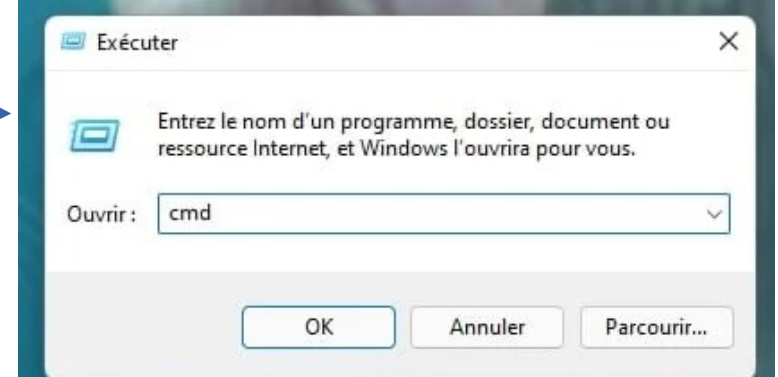 Exécuter
Entrez le nom d'un programme, dossier, document ou
ressource Internet, et Windows l'ouvrira pour vous.
Ouvrir : cmd
OK Annuler Parcourir...